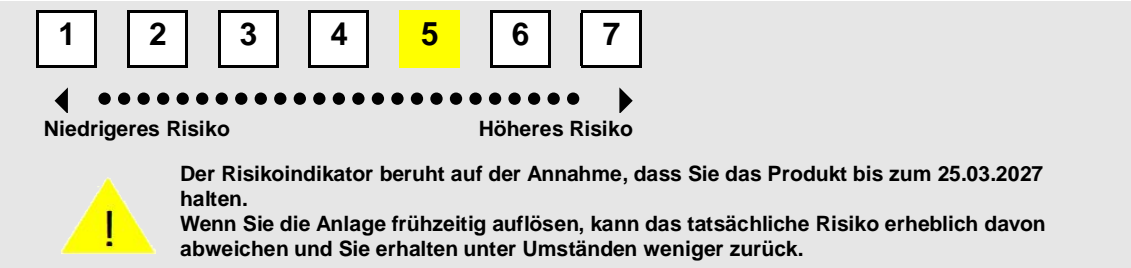 1 2 3 4 5 6 7
Niedrigeres Risiko Höheres Risiko
Der Risikoindikator beruht auf der Annahme, dass Sie das Produkt bis zum 25.03.2027
halten.
Wenn Sie die Anlage frühzeitig auflösen, kann das tatsächliche Risiko erheblich davon
abweichen und Sie erhalten unter Umständen weniger zurück.
!